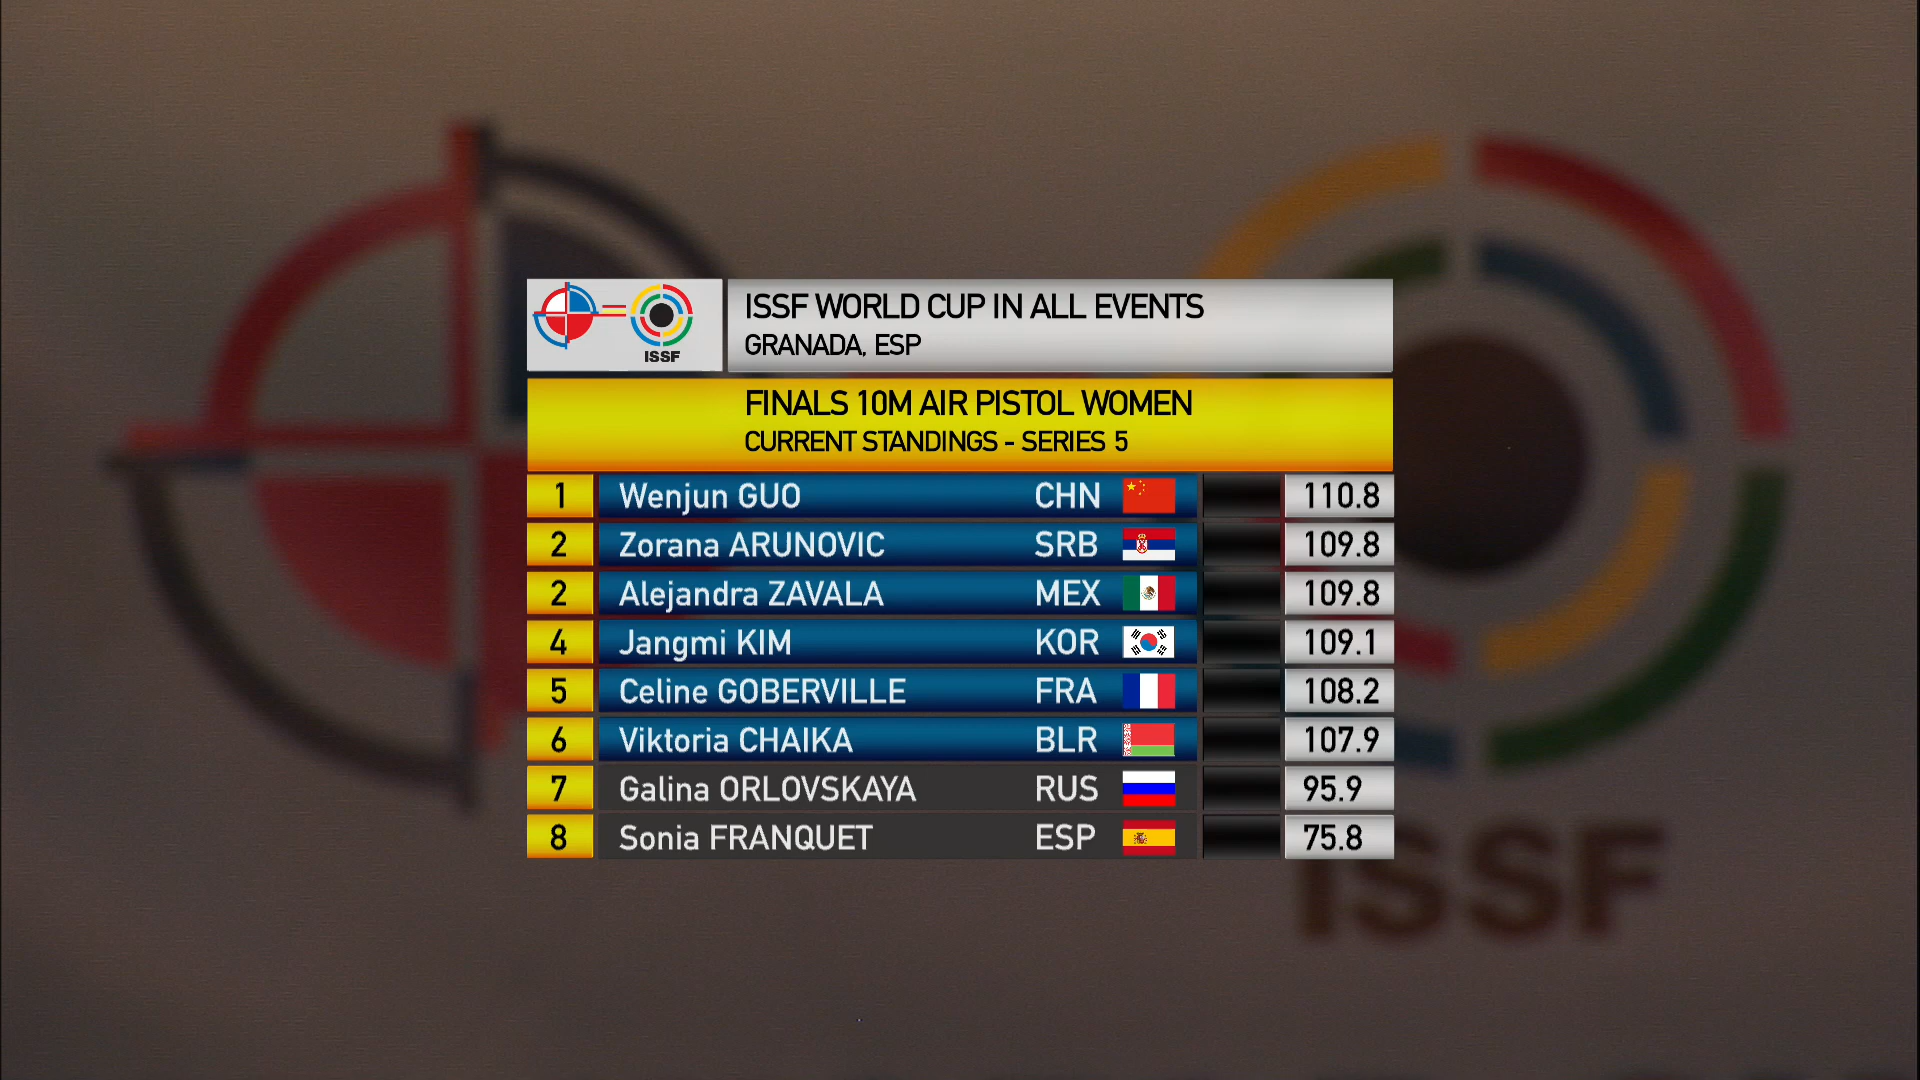 ISSF WORLD CUP IN ALL EVENTS
GRANADA, ESP
ISSF
FINALS 10M AIR PISTOL WOMEN
CURRENT STANDINGS - SERIES 5
1 Wenjun GUO CHN 110.8
2 Zorana ARUNOVIC SRB 109.8
2 Alejandra ZAVALA MEX 109.8
4 Jangmi KIM KOR 109.1
5 Celine GOBERVILLE FRA 108.2
6 Viktoria CHAIKA BLR 107.9
7 Galina ORLOVSKAYA RUS 95.9
8 Sonia FRANQUET ESP 75.8
ISSF